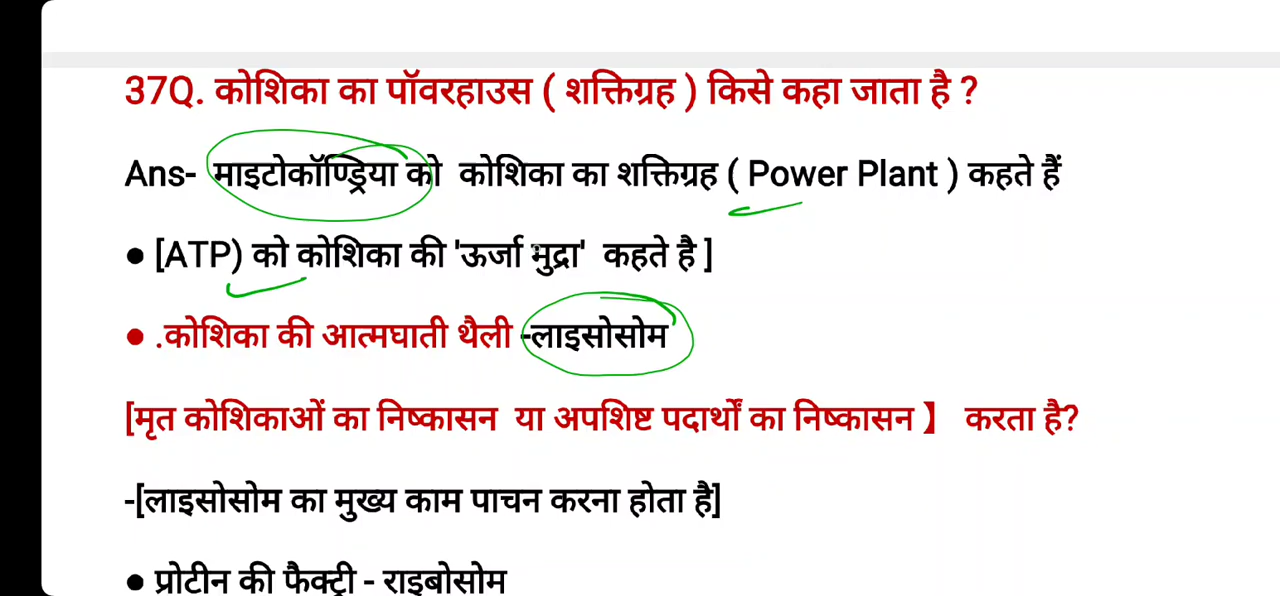 37Q. कोशिका का पॉवरहाउस ( शक्तिग्रह ) किसे कहा जाता है ?
Ans- माइटोकॉण्ड्रिया को कोशिका का शक्तिग्रह ( Power Plant ) कहते हैं
● [ATP) को कोशिका की 'ऊर्जा मुद्रा' कहते है ]
● .कोशिका की आत्मघाती थैली -लाइसोसोम
[मृत कोशिकाओं का निष्कासन या अपशिष्ट पदार्थों का निष्कासन 】 करता है?
-[लाइसोसोम का मुख्य काम पाचन करना होता है]
● प्रोटीन की फैक्ट्री - राइबोसोम